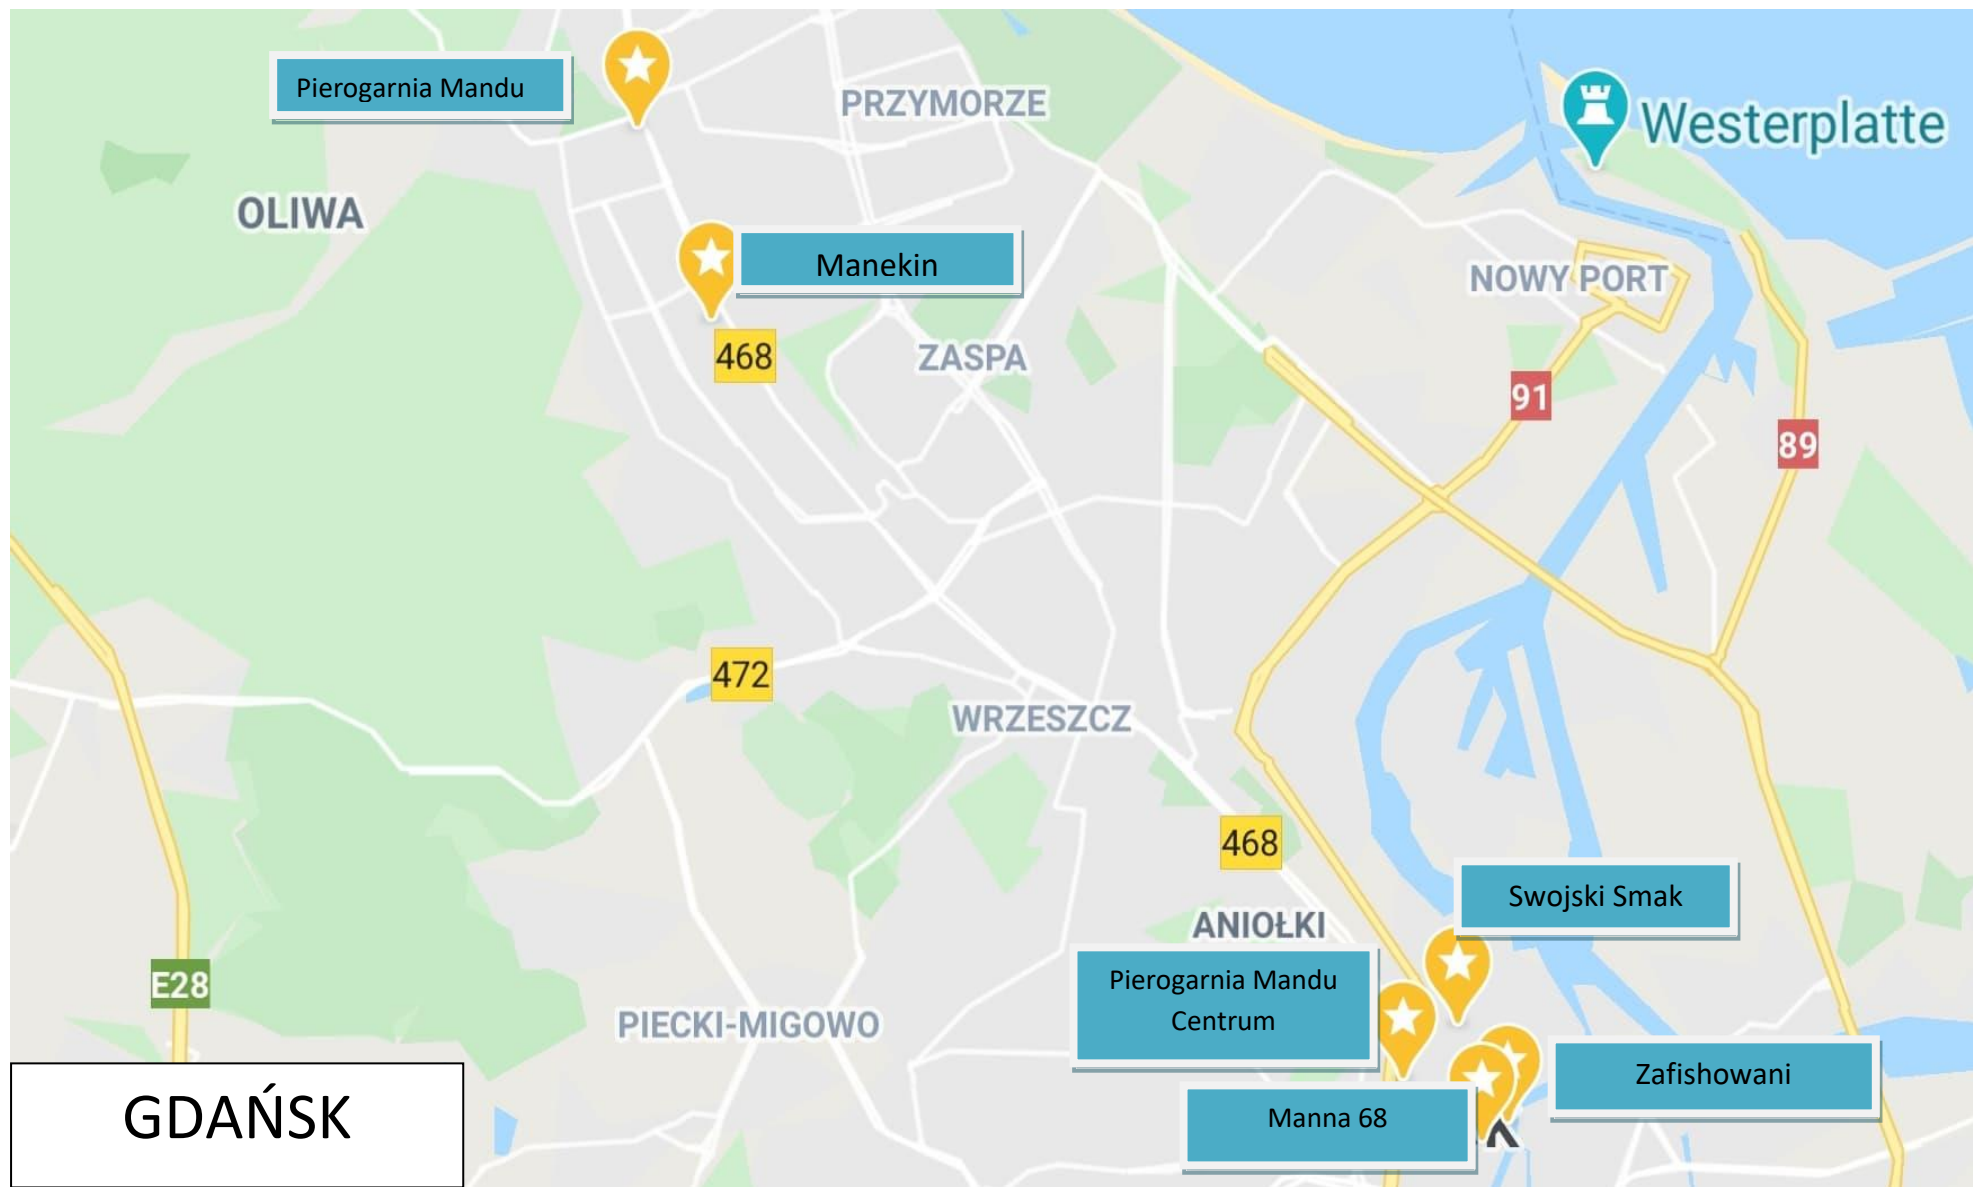 Pierogarnia Mandu
PRZYMORZE
Westerplatte
OLIWA
Manekin
NOWY PORT
468
ZASPA
91
89
472
WRZESZCZ
468
Swojski Smak
ANIOŁKI
Pierogarnia Mandu
Centrum
E28
PIECKI-MIGOWO
Zafishowani
Manna 68
GDAŃSK